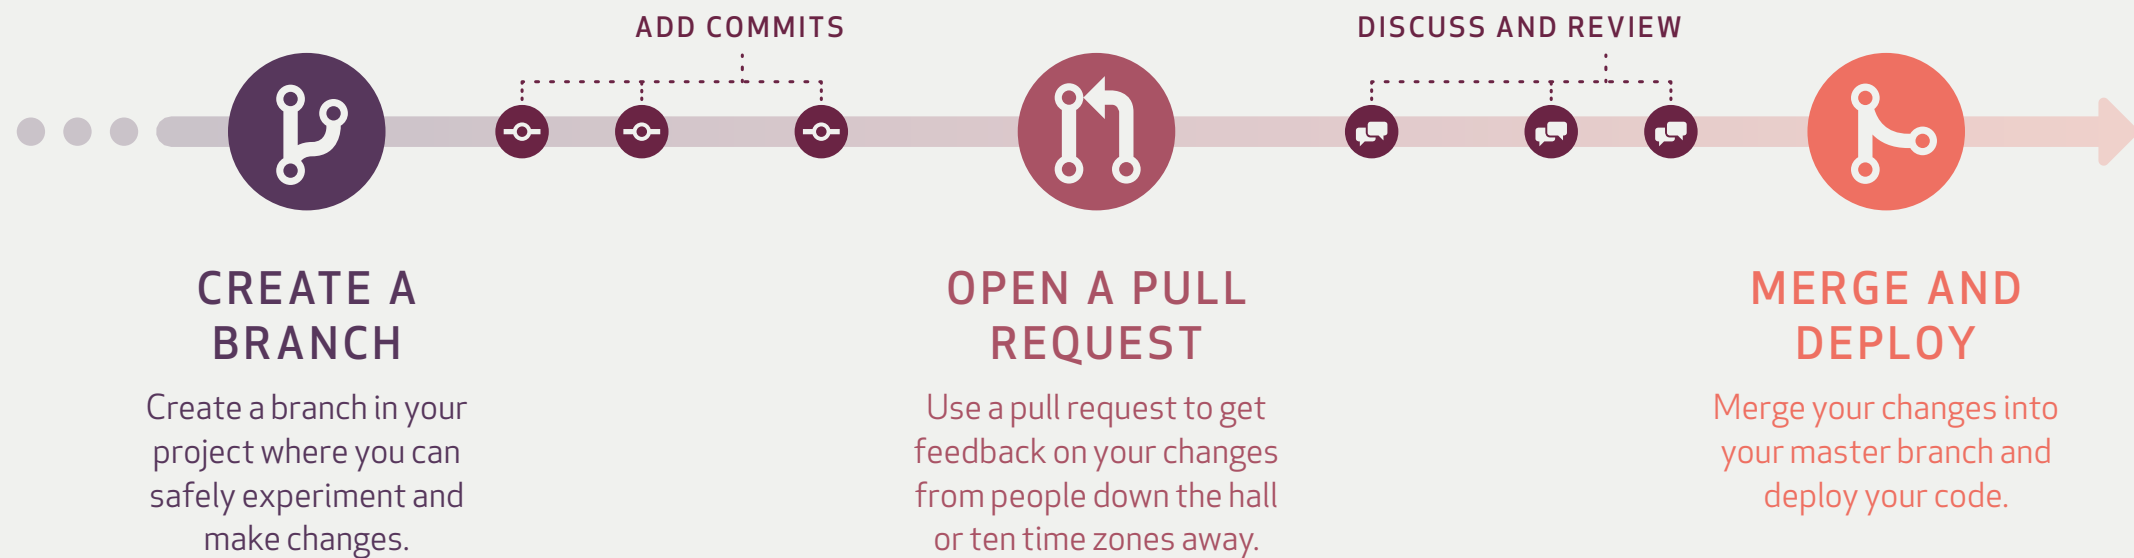 ADD COMMITS
DISCUSS AND REVIEW
CREATE A
BRANCH
Create a branch in your
project where you can
safely experiment and
make changes.
OPEN A PULL
REQUEST
Use a pull request to get
feedback on your changes
from people down the hall
or ten time zones away.
MERGE AND
DEPLOY
Merge your changes into
your master branch and
deploy your code.